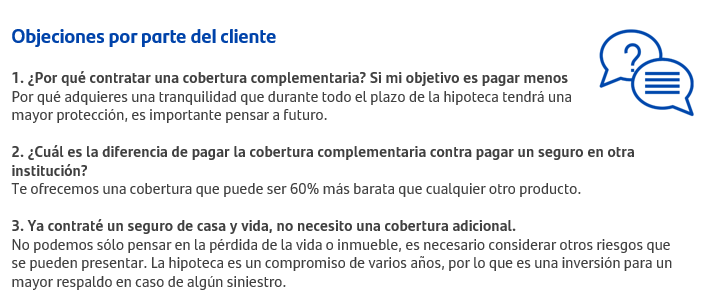 Objeciones por parte del cliente
1. ¿Por qué contratar una cobertura complementaria? Si mi objetivo es pagar menos
Por qué adquieres una tranquilidad que durante todo el plazo de la hipoteca tendrá una
mayor protección, es importante pensar a futuro.
2. ¿Cuál es la diferencia de pagar la cobertura complementaria contra pagar un seguro en otra
institución?
Te ofrecemos una cobertura que puede ser 60% más barata que cualquier otro producto.
3. Ya contraté un seguro de casa y vida, no necesito una cobertura adicional.
No podemos sólo pensar en la pérdida de la vida o inmueble, es necesario considerar otros riesgos que
se pueden presentar. La hipoteca es un compromiso de varios años, por lo que es una inversión para un
mayor respaldo en caso de algún siniestro.